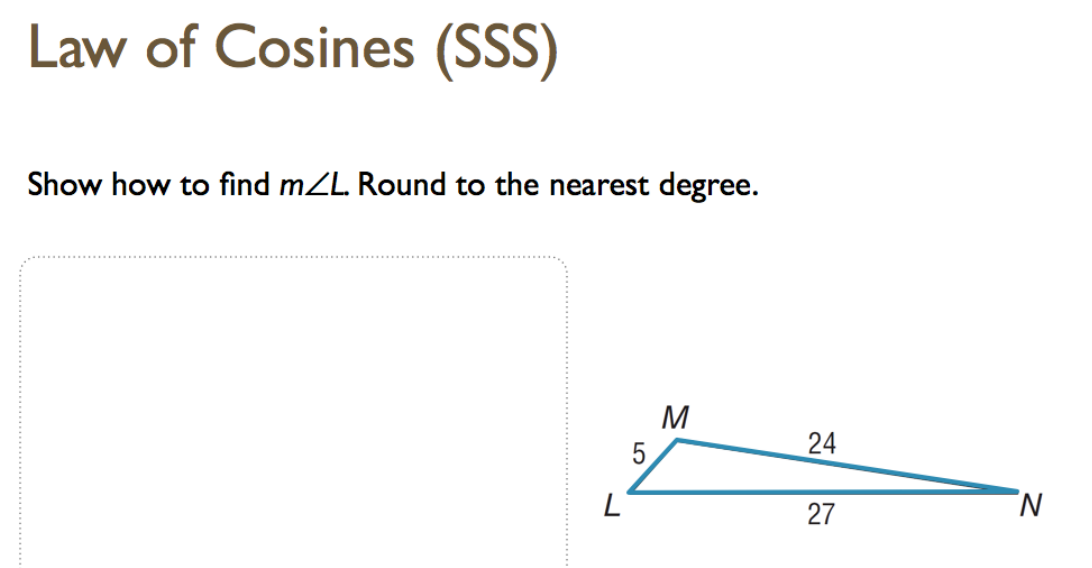 Law of Cosines (SSS)
Show how to find m∠L. Round to the nearest degree.
M
24
5
L
27
N